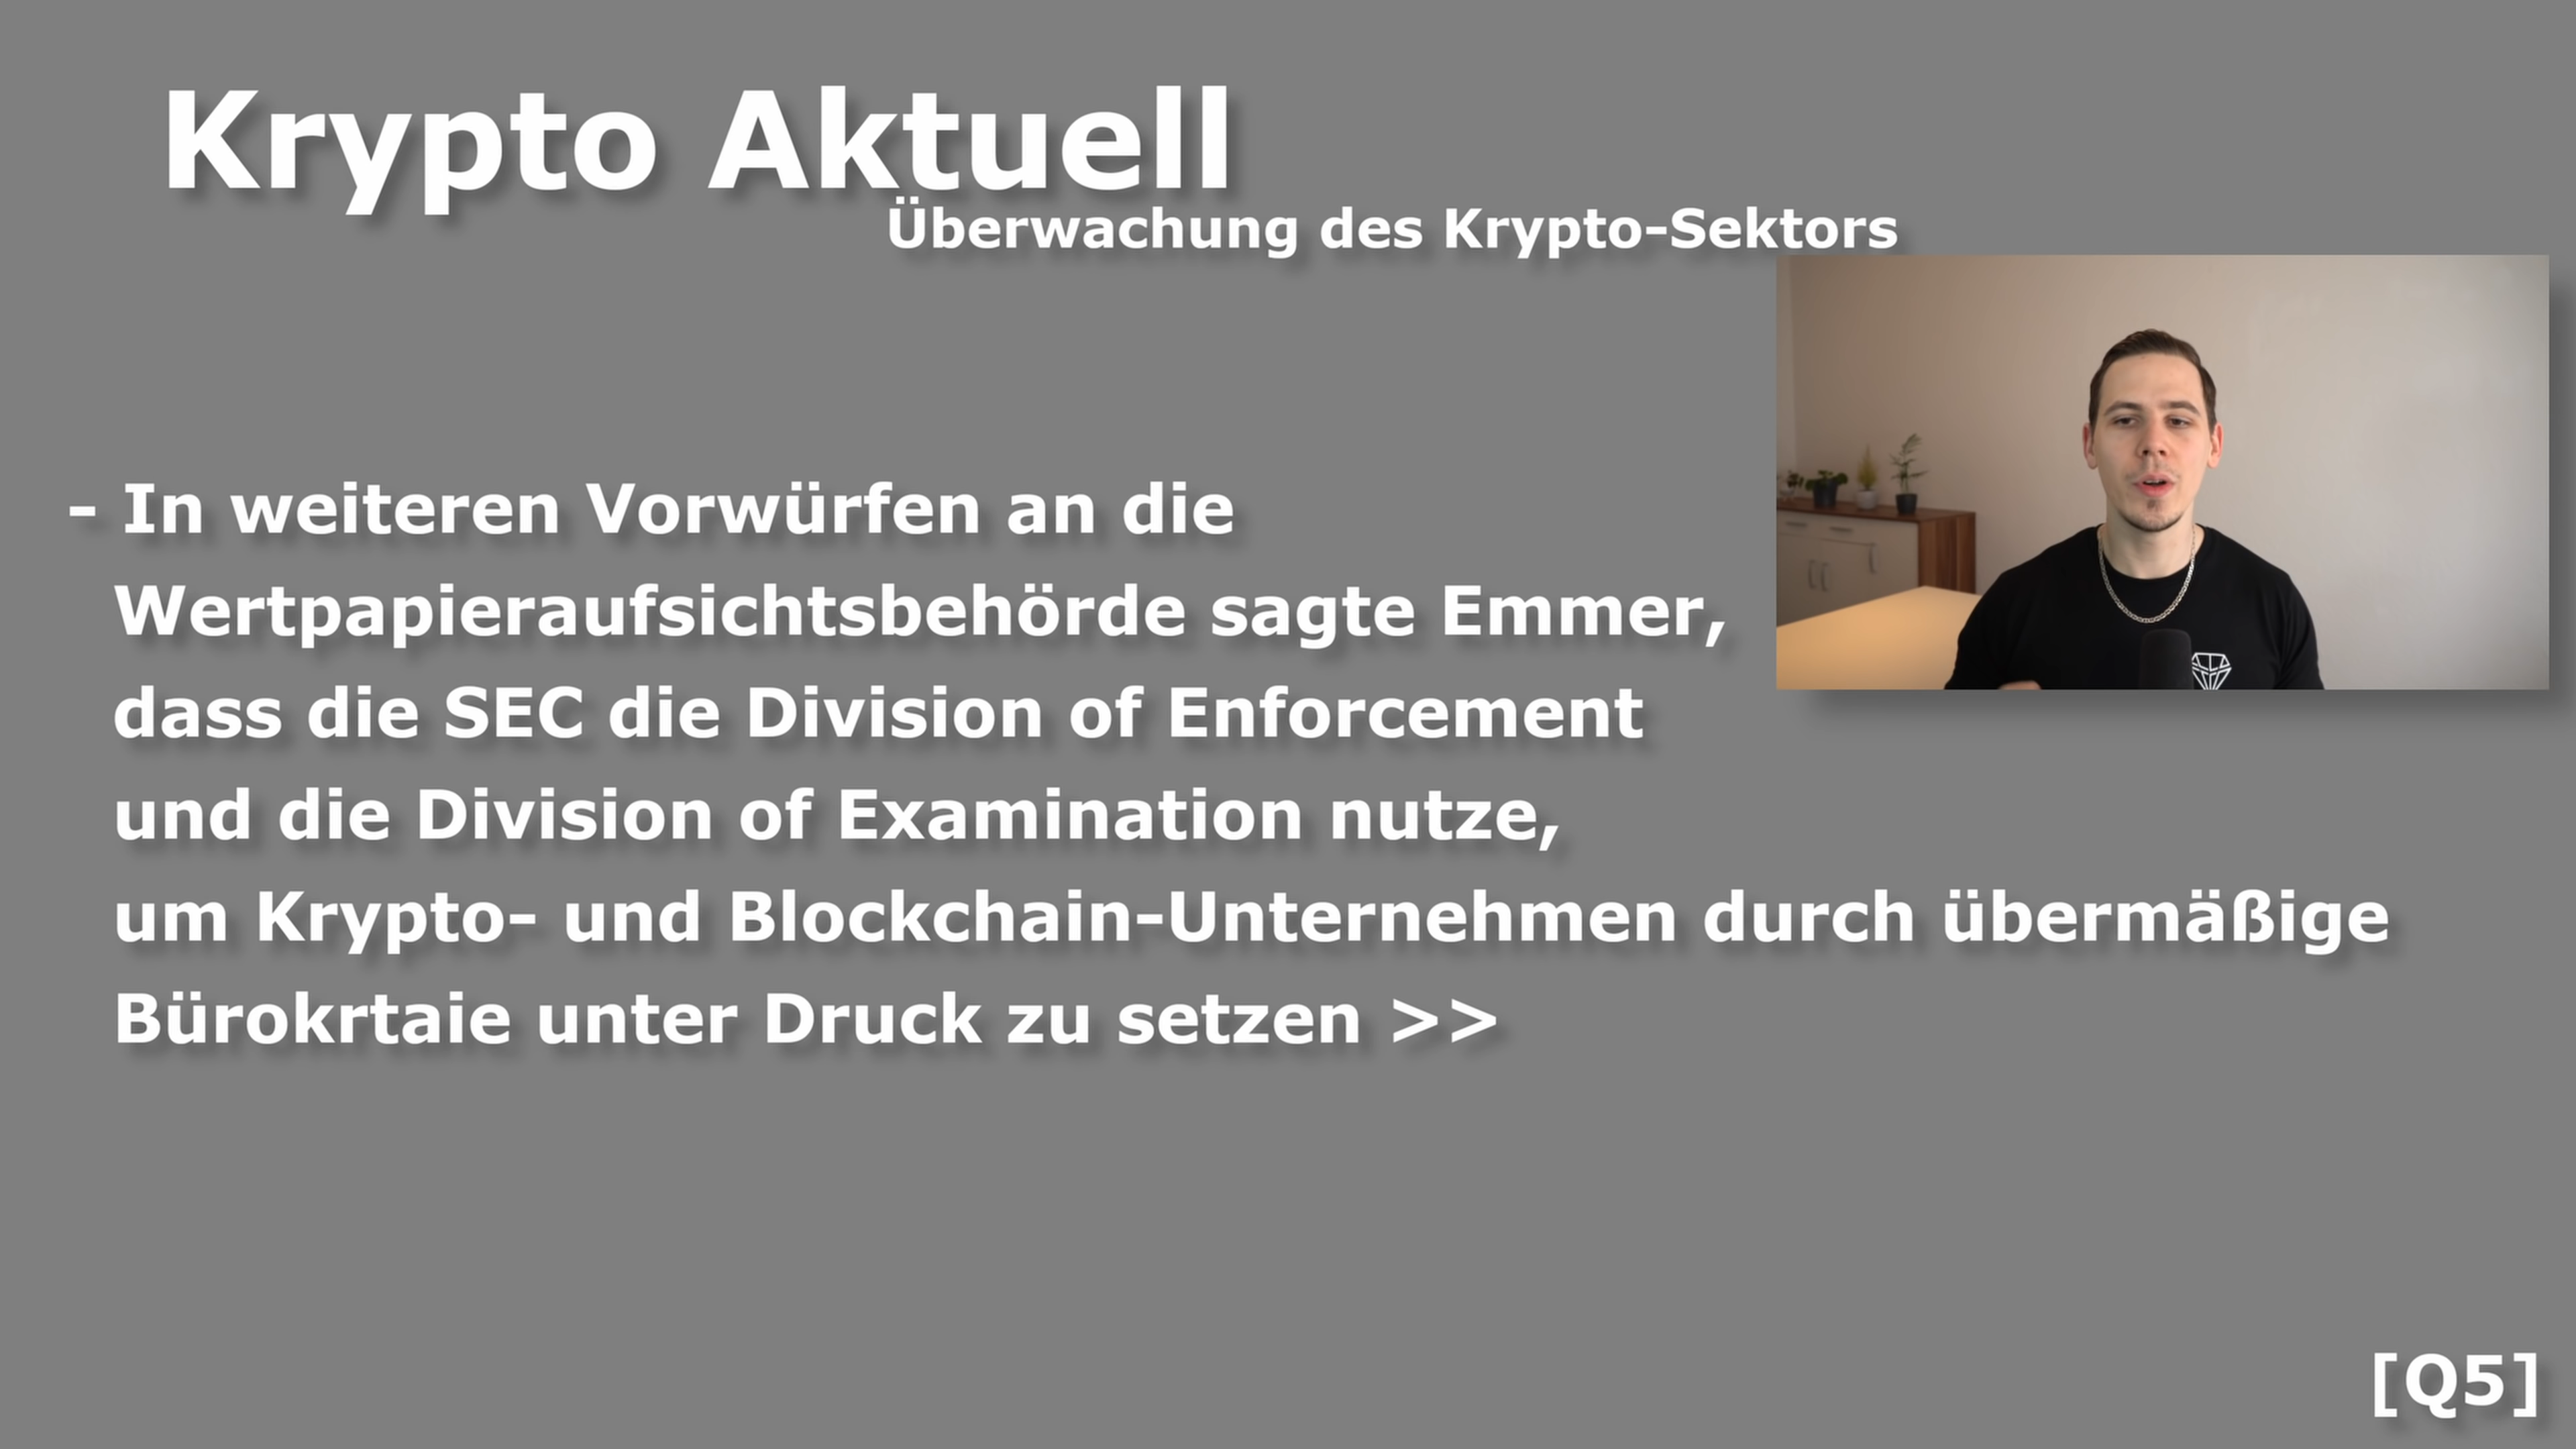 Krypto Aktuell
Überwachung des Krypto-Sektors
- In weiteren Vorwürfen an die
Wertpapieraufsichtsbehörde sagte Emmer,
dass die SEC die Division of Enforcement
und die Division of Examination nutze,
um Krypto- und Blockchain-Unternehmen durch übermäßige
Bürokrtaie unter Druck zu setzen >>
[Q5]